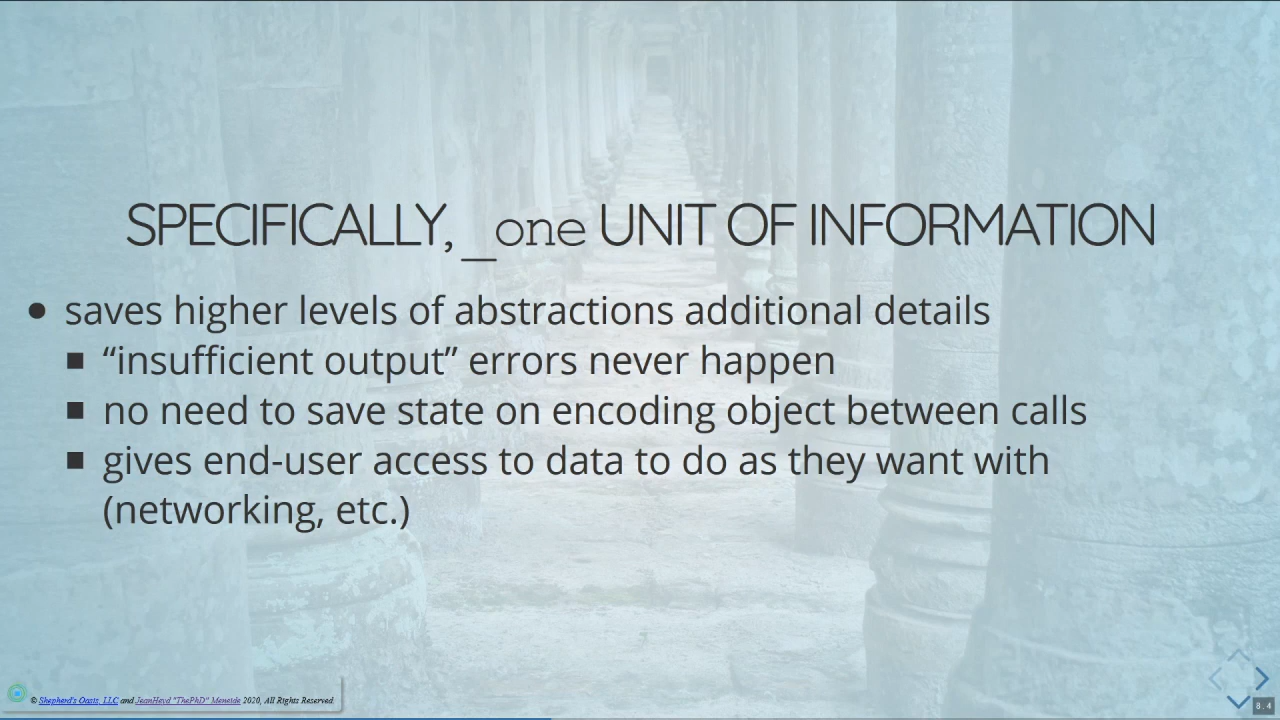 SPECIFICALLY, _one UNIT OF INFORMATION
• saves higher levels of abstractions additional details
▪ “insufficient output” errors never happen
▪ no need to save state on encoding object between calls
▪ gives end-user access to data to do as they want with
(networking, etc.)
© Shepherd's Oasis, LLC and JeanHeyd "ThePhD" Meneide 2020, All Rights Reserved
8.4